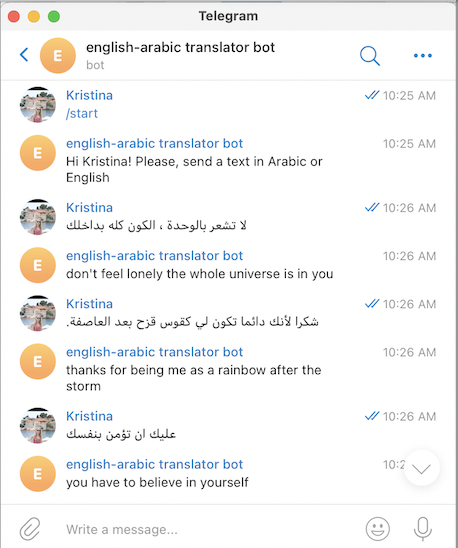 Telegram
E
english-arabic translator bot
bot
Kristina
10:25 AM
/start
E
english-arabic translator bot
10:25 AM
Hi Kristina! Please, send a text in Arabic or
English
Kristina
10:26 AM
لا تشعر بالوحدة ، الكون كله بداخلك
E
english-arabic translator bot
10:26 AM
don't feel lonely the whole universe is in you
Kristina
10:26 AM
شكرا لأنك دائما تكون لي كقوس قزح بعد العاصفة.
E
english-arabic translator bot
10:26 AM
thanks for being me as a rainbow after the
storm
Kristina
10:26 AM
عليك ان تؤمن بنفسك
E
english-arabic translator bot
you have to believe in yourself
Write a message...